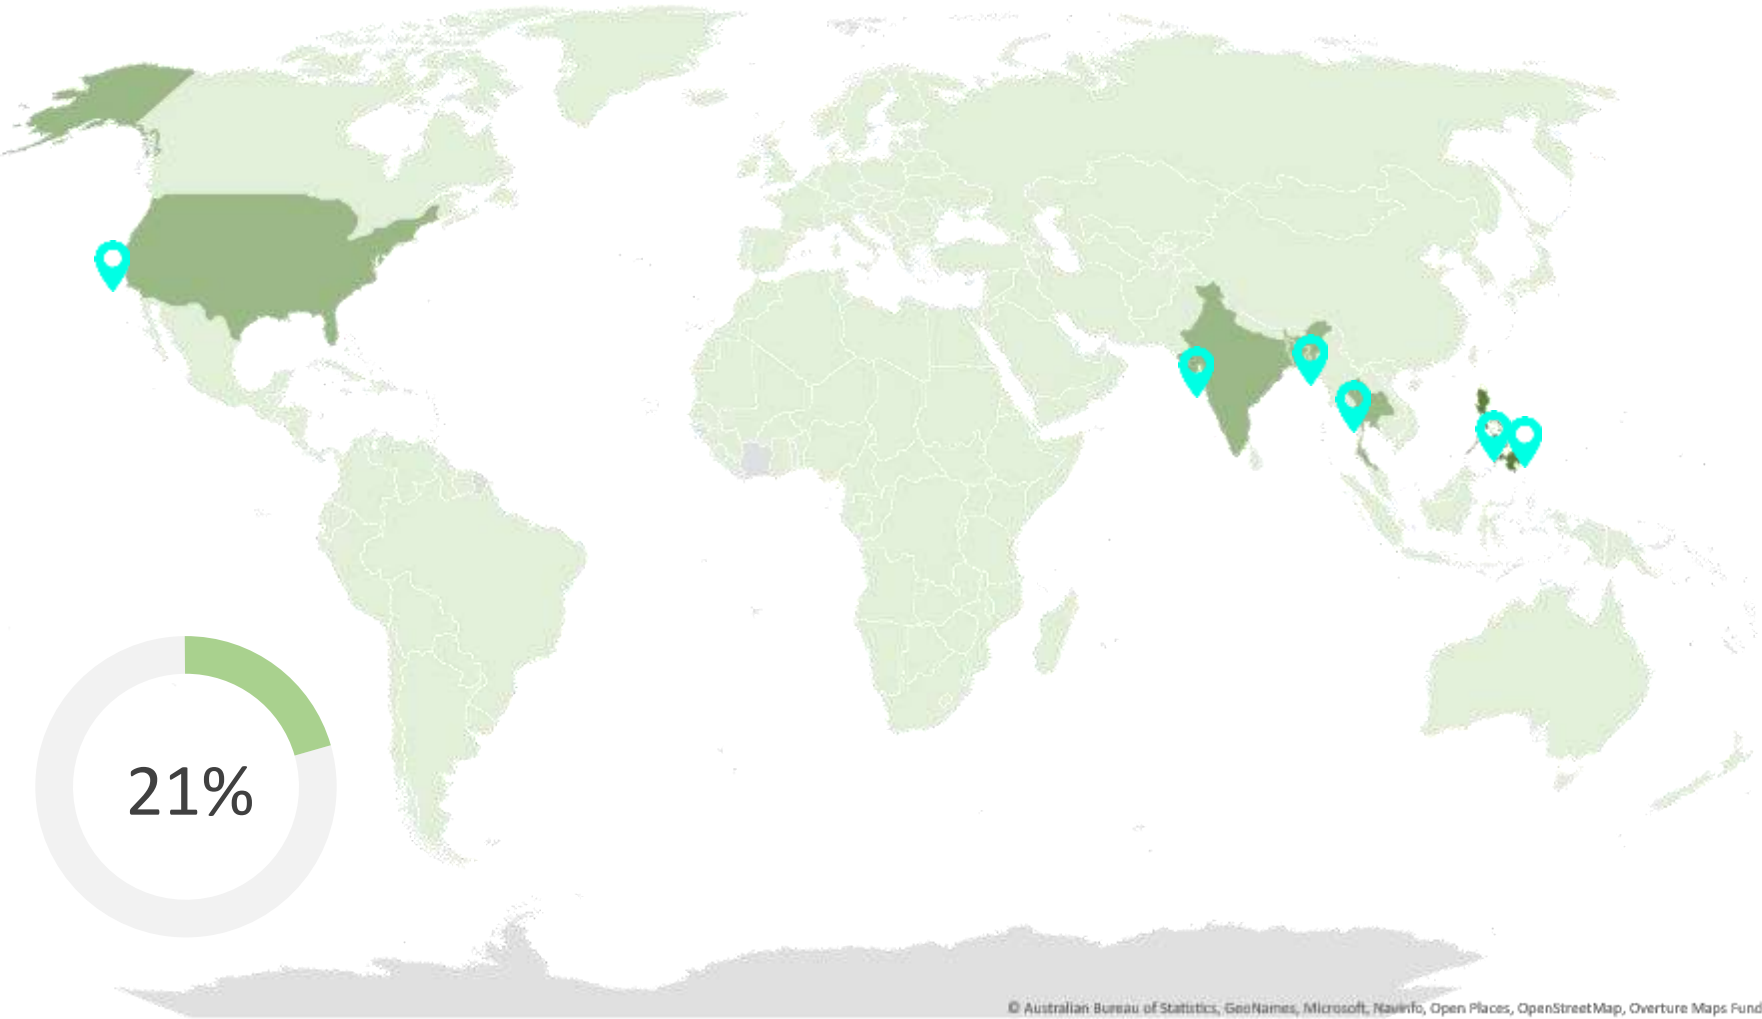 21%
© Australian Bureau of Statistics, GeoNames, Microsoft, Navinfo, Open Places, OpenStreetMap, Overture Maps Fund